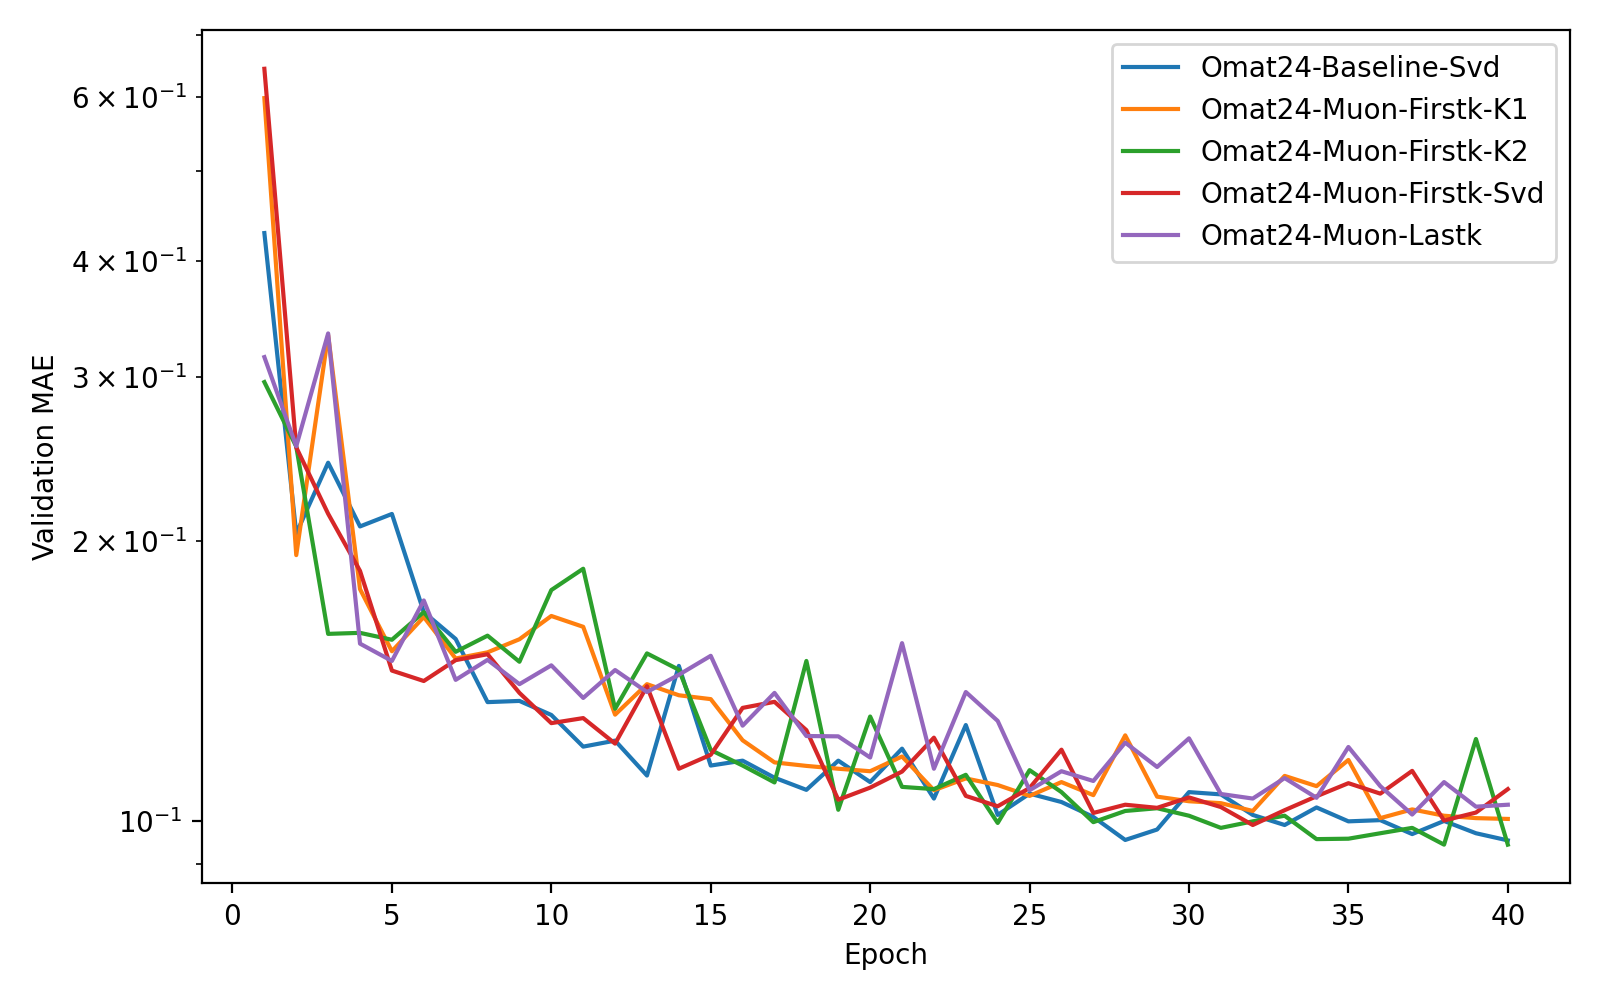 Omat24-Baseline-Svd
Omat24-Muon-Firstk-K1
Omat24-Muon-Firstk-K2
Omat24-Muon-Firstk-Svd
Omat24-Muon-Lastk
6 × 10⁻¹
4 × 10⁻¹
3 × 10⁻¹
2 × 10⁻¹
10⁻¹
Validation MAE
0 5 10 15 20 25 30 35 40
Epoch